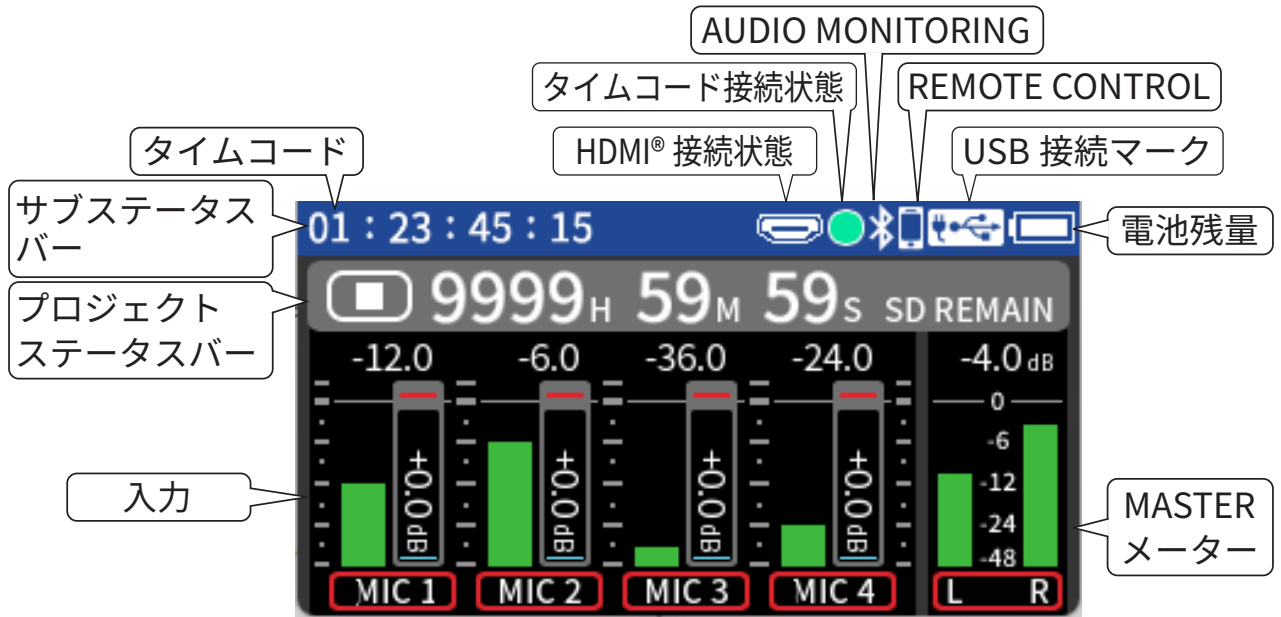 AUDIO MONITORING
タイムコード接続状態
REMOTE CONTROL
HDMI® 接続状態
USB 接続マーク
タイムコード
サブステータス
バー
01 : 23 : 45 : 15
電池残量
プロジェクト
ステータスバー
9999H 59M 59S SD REMAIN
-12.0 -6.0 -36.0 -24.0 -4.0 dB
0
-6
-12
-24
-48
+0.0dB +0.0dB +0.0dB +0.0dB
入力
MASTER
メーター
MIC 1 MIC 2 MIC 3 MIC 4 L R